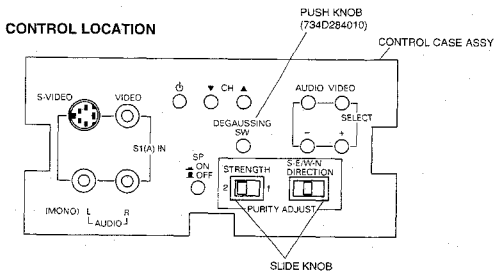 PUSH KNOB
(734D284010)
CONTROL LOCATION
CONTROL CASE ASSY
S-VIDEO
VIDEO
▼ CH ▲
AUDIO VIDEO
SELECT
DEGAUSSING
SW
− +
S1(A) IN
SP
ON
OFF
STRENGTH
2 1
S-E/W-N
DIRECTION
PURITY ADJUST
(MONO) L R
AUDIO
SLIDE KNOB